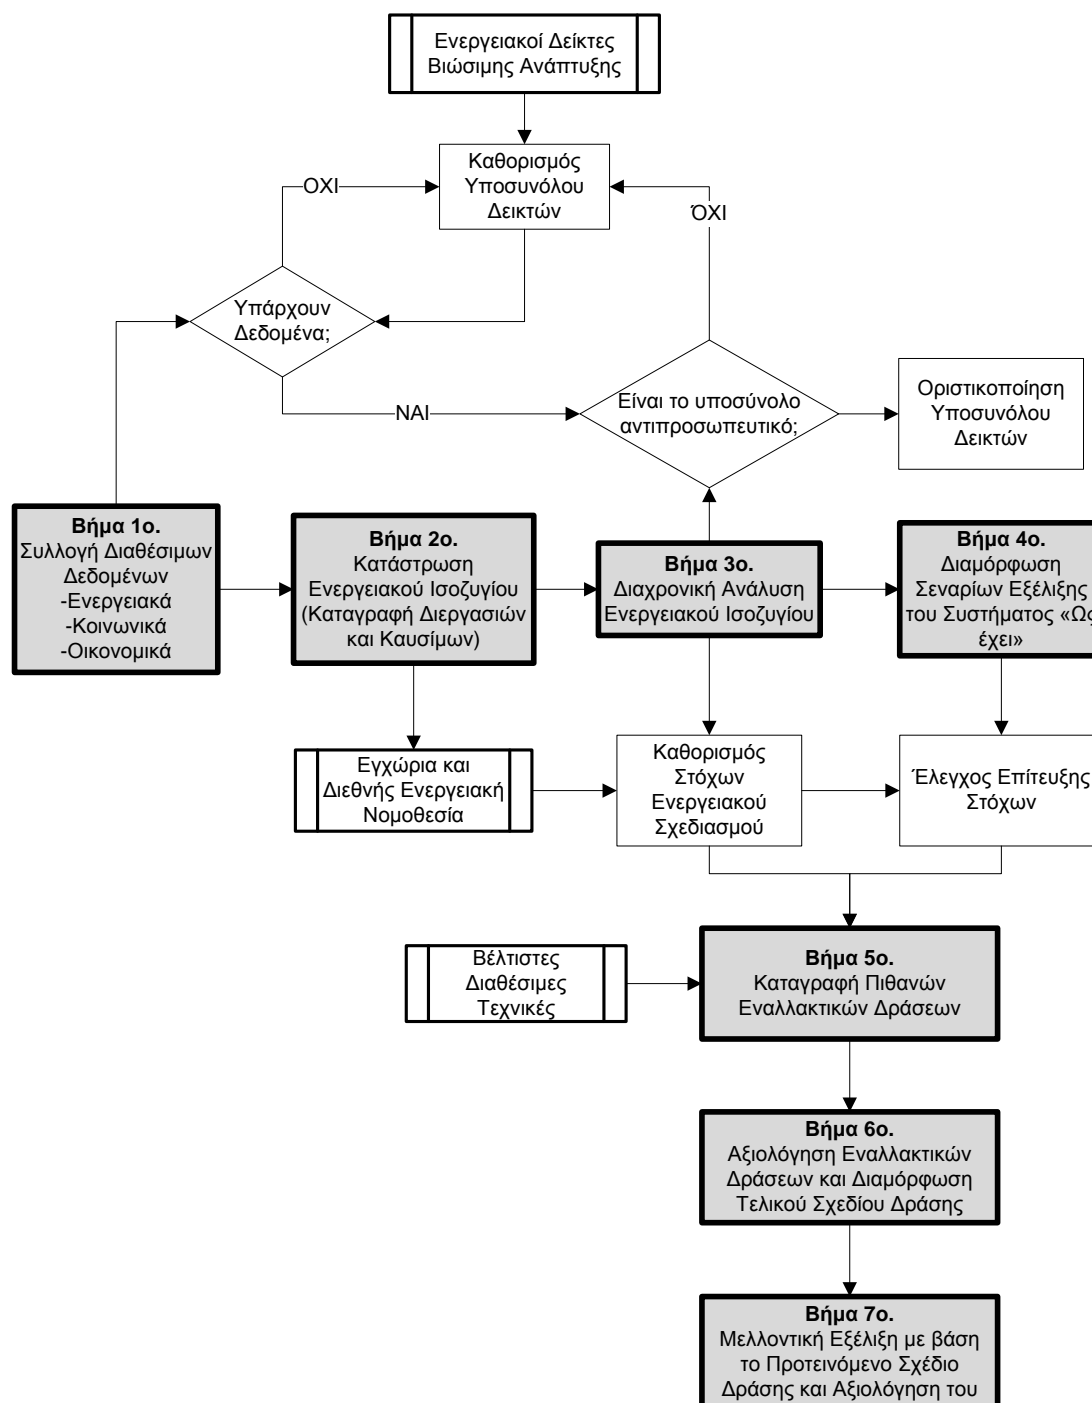 Ενεργειακοί Δείκτες
Βιώσιμης Ανάπτυξης
Καθορισμός
Υποσυνόλου
Δεικτών
ΟΧΙ
ΌΧΙ
Υπάρχουν
Δεδομένα;
ΝΑΙ
Είναι το υποσύνολο
αντιπροσωπευτικό;
Οριστικοποίηση
Υποσυνόλου
Δεικτών
Βήμα 1ο.
Συλλογή Διαθέσιμων
Δεδομένων
-Ενεργειακά
-Κοινωνικά
-Οικονομικά
Βήμα 2ο.
Κατάστρωση
Ενεργειακού Ισοζυγίου
(Καταγραφή Διεργασιών
και Καυσίμων)
Βήμα 3ο.
Διαχρονική Ανάλυση
Ενεργειακού Ισοζυγίου
Βήμα 4ο.
Διαμόρφωση
Σεναρίων Εξέλιξης
του Συστήματος «Ως
έχει»
Εγχώρια και
Διεθνής Ενεργειακή
Νομοθεσία
Καθορισμός
Στόχων
Ενεργειακού
Σχεδιασμού
Έλεγχος Επίτευξης
Στόχων
Βέλτιστες
Διαθέσιμες
Τεχνικές
Βήμα 5ο.
Καταγραφή Πιθανών
Εναλλακτικών Δράσεων
Βήμα 6ο.
Αξιολόγηση Εναλλακτικών
Δράσεων και Διαμόρφωση
Τελικού Σχεδίου Δράσης
Βήμα 7ο.
Μελλοντική Εξέλιξη με βάση
το Προτεινόμενο Σχέδιο
Δράσης και Αξιολόγηση του